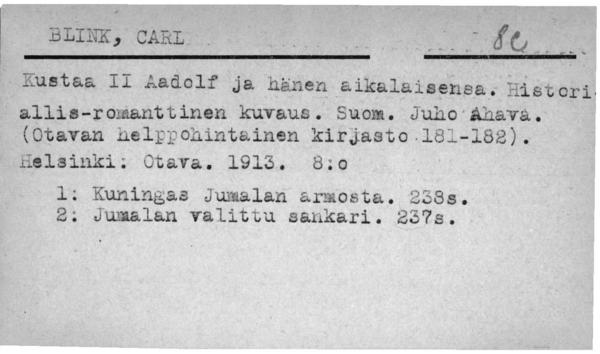 BLINK, CARL 8C
Kustaa II Aadolf ja hänen aikalaisensa. Histori-
allis-romanttinen kuvaus. Suom. Juho Ahava.
(Otavan helppohintainen kirjasto 181-182).
Helsinki: Otava. 1913. 8:o
1: Kuningas Jumalan armosta. 238s.
2: Jumalan valittu sankari. 237s.